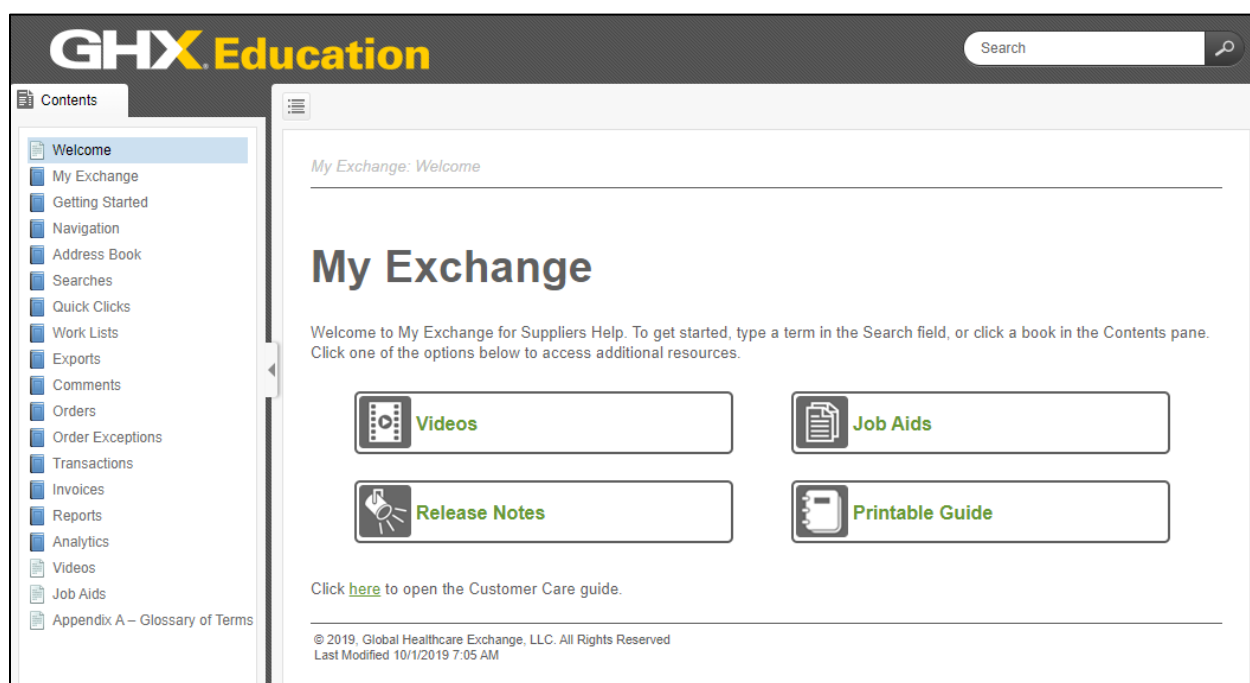 GHX Education
Search
Contents
Welcome
My Exchange
Getting Started
Navigation
Address Book
Searches
Quick Clicks
Work Lists
Exports
Comments
Orders
Order Exceptions
Transactions
Invoices
Reports
Analytics
Videos
Job Aids
Appendix A – Glossary of Terms
My Exchange: Welcome
My Exchange
Welcome to My Exchange for Suppliers Help. To get started, type a term in the Search field, or click a book in the Contents pane.
Click one of the options below to access additional resources.
Videos
Job Aids
Release Notes
Printable Guide
Click here to open the Customer Care guide.
© 2019, Global Healthcare Exchange, LLC. All Rights Reserved
Last Modified 10/1/2019 7:05 AM